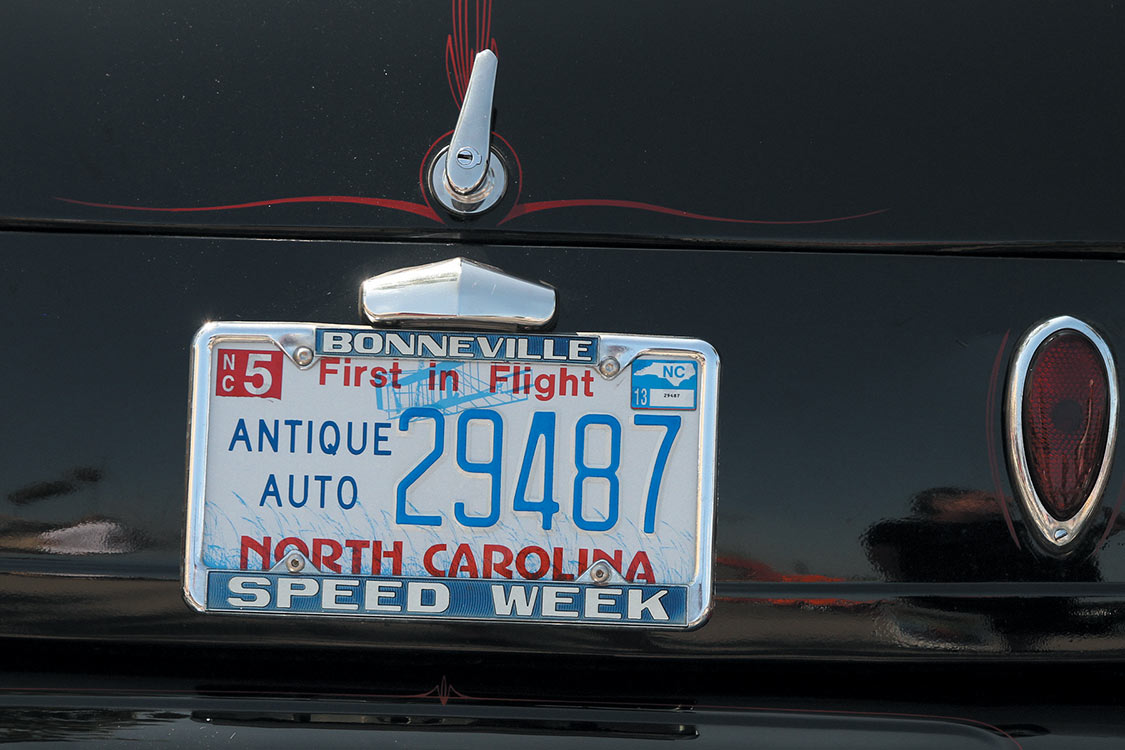 BONNEVILLE
NC 5
First in Flight
NC
13 29487
ANTIQUE
AUTO
29487
NORTH CAROLINA
SPEED WEEK